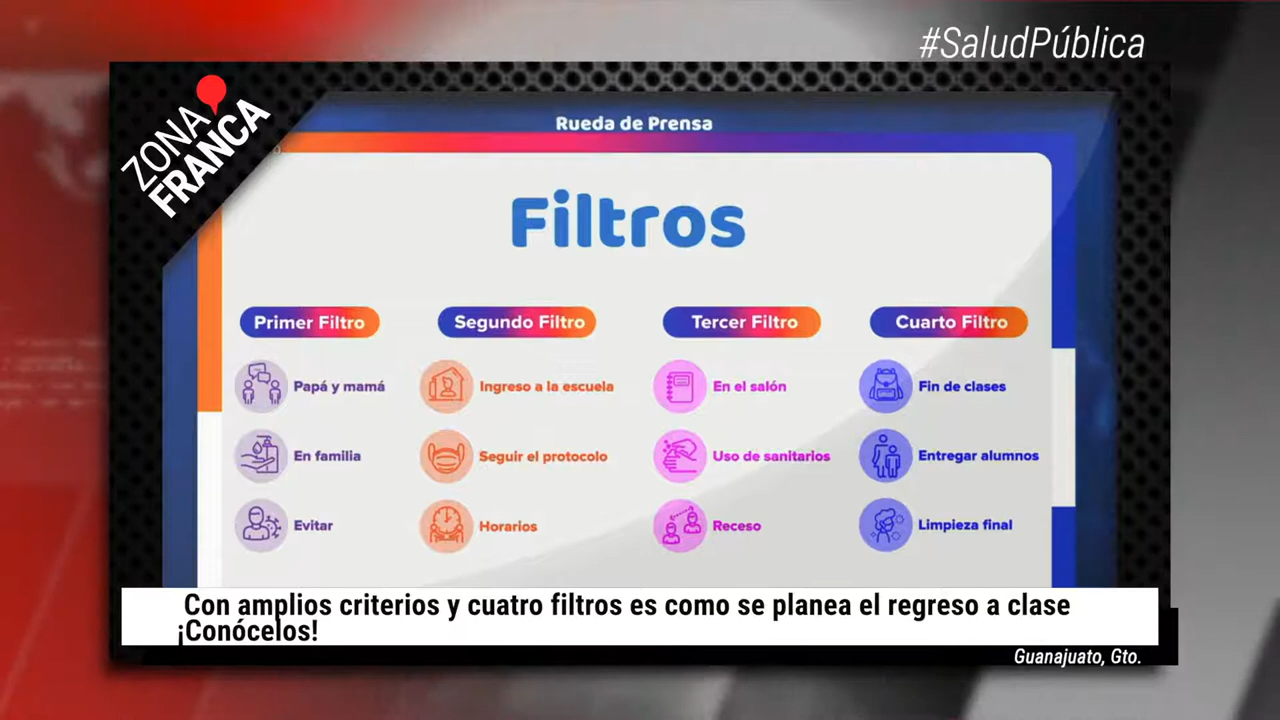 #SaludPública
ZONA
FRANCA
Rueda de Prensa
Filtros
Primer Filtro
Papá y mamá
En familia
Evitar
Segundo Filtro
Ingreso a la escuela
Seguir el protocolo
Horarios
Tercer Filtro
En el salón
Uso de sanitarios
Receso
Cuarto Filtro
Fin de clases
Entregar alumnos
Limpieza final
Con amplios criterios y cuatro filtros es como se planea el regreso a clase
¡Conócelos!
Guanajuato, Gto.